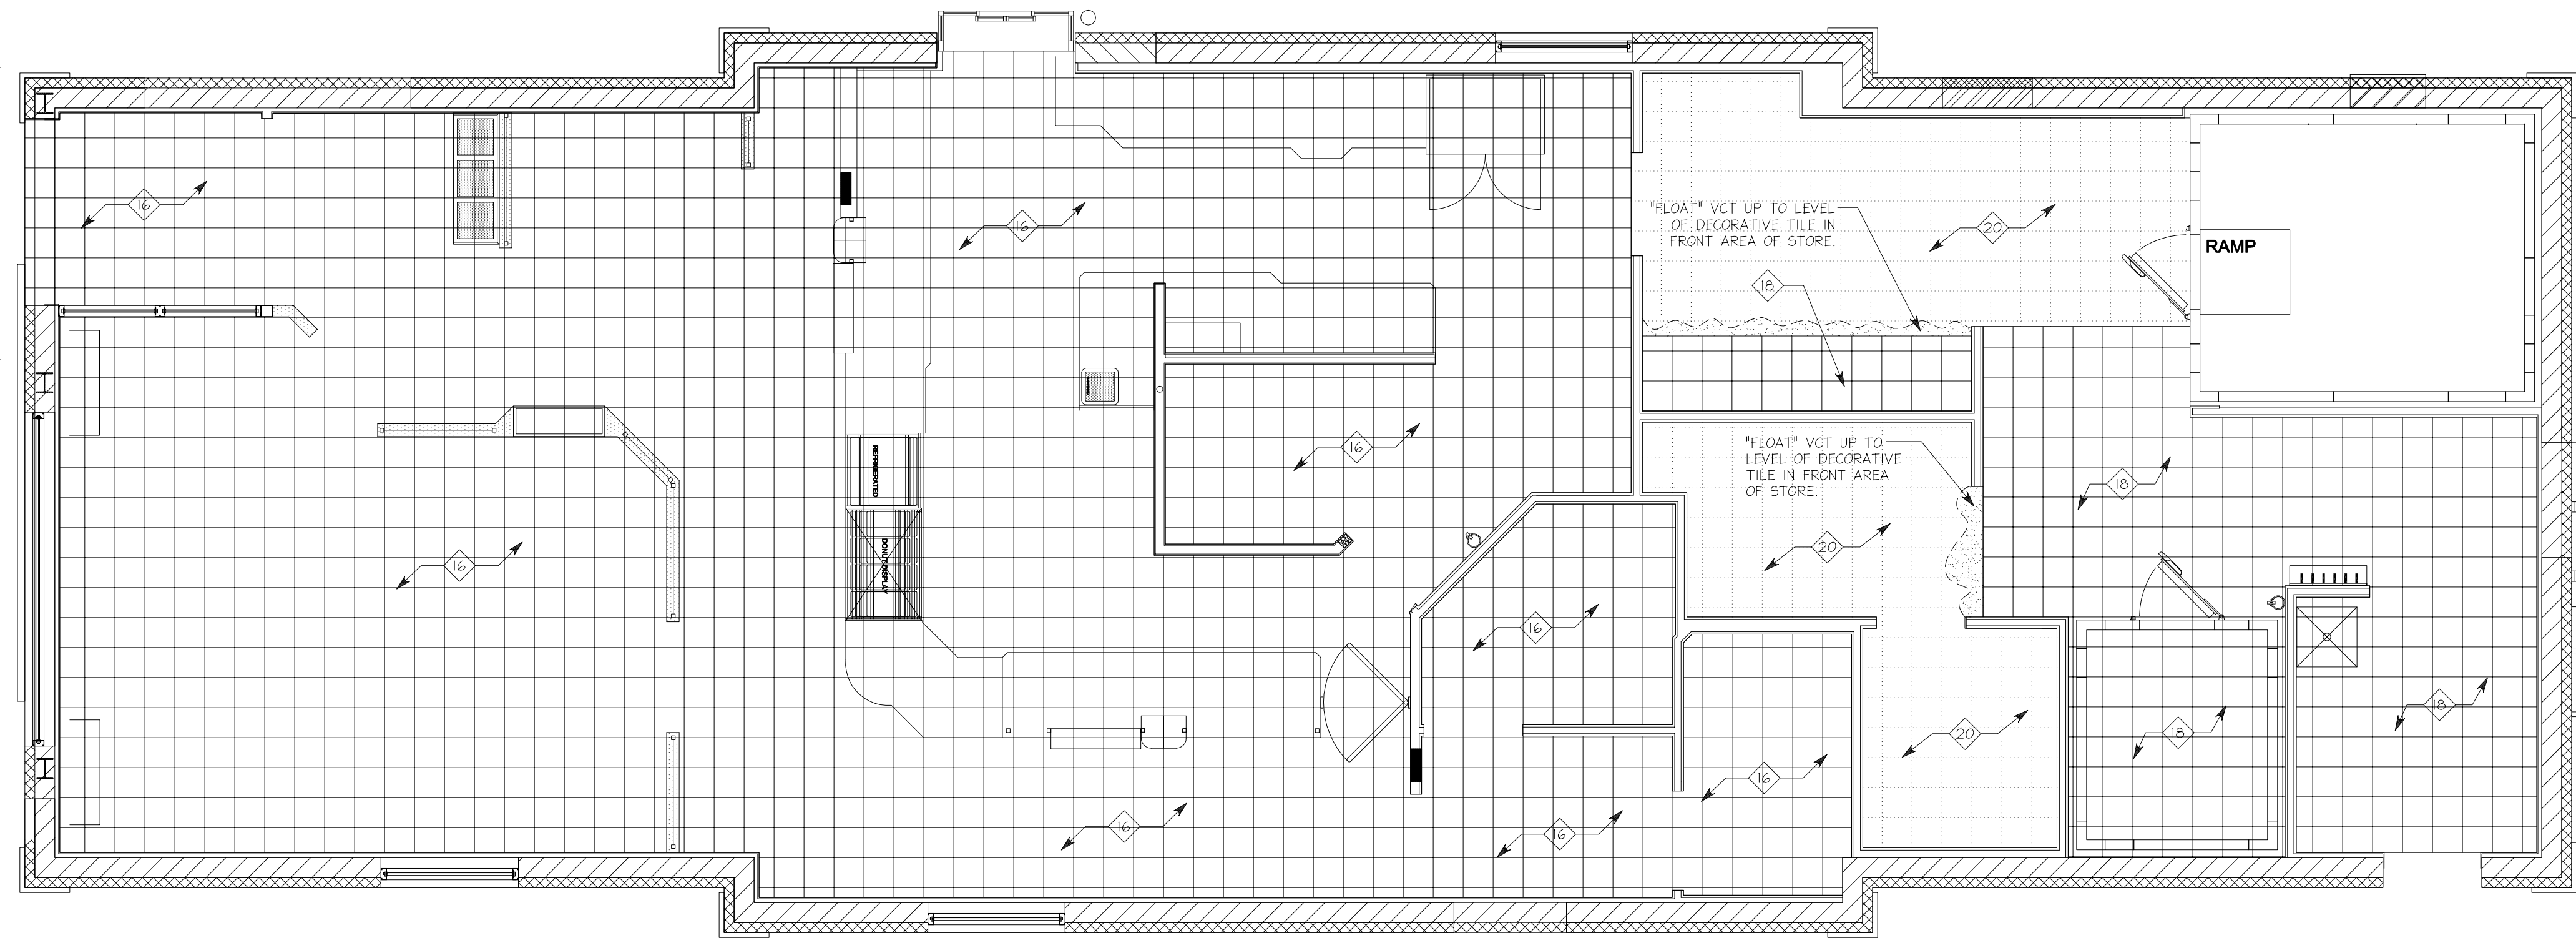 16
16
"FLOAT" VCT UP TO LEVEL
OF DECORATIVE TILE IN
FRONT AREA OF STORE.
20
RAMP
18
16
REFRIGERATED
DONUT DISPLAY
16
"FLOAT" VCT UP TO
LEVEL OF DECORATIVE
TILE IN FRONT AREA
OF STORE.
18
20
16
16
20
18
18
16
16
16